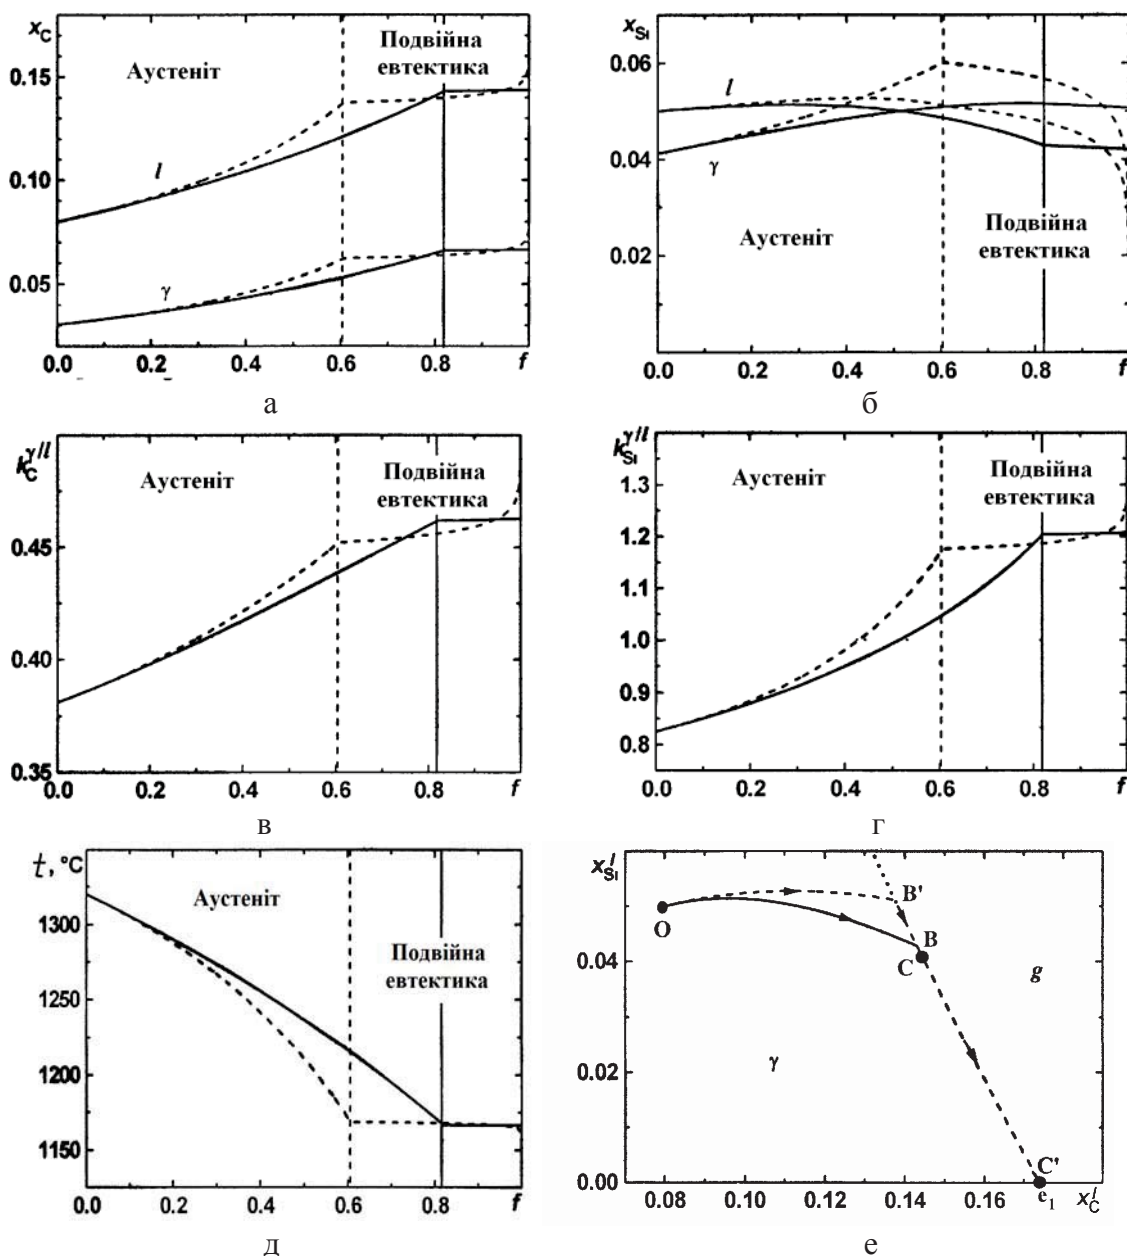 x_C
0.15
0.10
0.05
Аустеніт
Подвійна
евтектика
l
γ
0.0 0.2 0.4 0.6 0.8 f
а
x_Si
0.06
0.04
0.02
l
γ
Аустеніт
Подвійна
евтектика
0.0 0.2 0.4 0.6 0.8 f
б
k_C^γ/l
0.45
0.40
0.35
Аустеніт
Подвійна
евтектика
0.0 0.2 0.4 0.6 0.8 f
в
k_Si^γ/l
1.3
1.2
1.1
1.0
0.9
0.8
Аустеніт
Подвійна
евтектика
0.0 0.2 0.4 0.6 0.8 f
г
t, °C
1300
1250
1200
1150
Аустеніт
Подвійна
евтектика
0.0 0.2 0.4 0.6 0.8 f
д
x_Si^l
0.04
0.02
0.00
O
B'
B
C
g
γ
C'
e₁
0.08 0.10 0.12 0.14 0.16 x_C^l
е